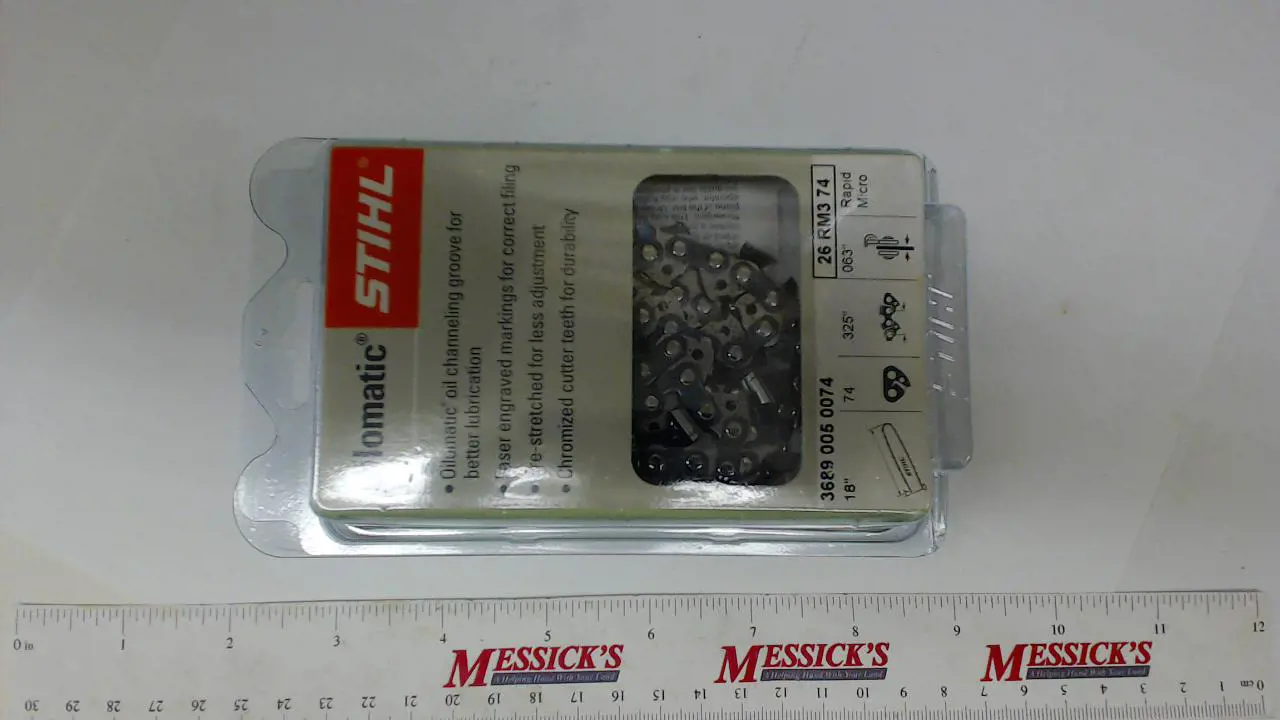 STIHL®
lomatic®
• Oilomatic® oil channeling groove for
better lubrication
• aser engraved markings for correct filing
• re-stretched for less adjustment
• Chromized cutter teeth for durability
26 RM3 74
Rapid
Micro
063"
325"
3689 005 0074
74
18"
STIHL
0 in 1 2 3 4 5 6 7 8 9 10 11 12
MESSICK'S MESSICK'S MESSICK'S
A Helping Hand With Your Land A Helping Hand With Your Land A Helping Hand With Your Land
30 29 28 27 26 25 24 23 22 21 20 19 18 17 16 15 14 13 12 11 10 9 8 7 6 5 4 3 2 1 0 cm